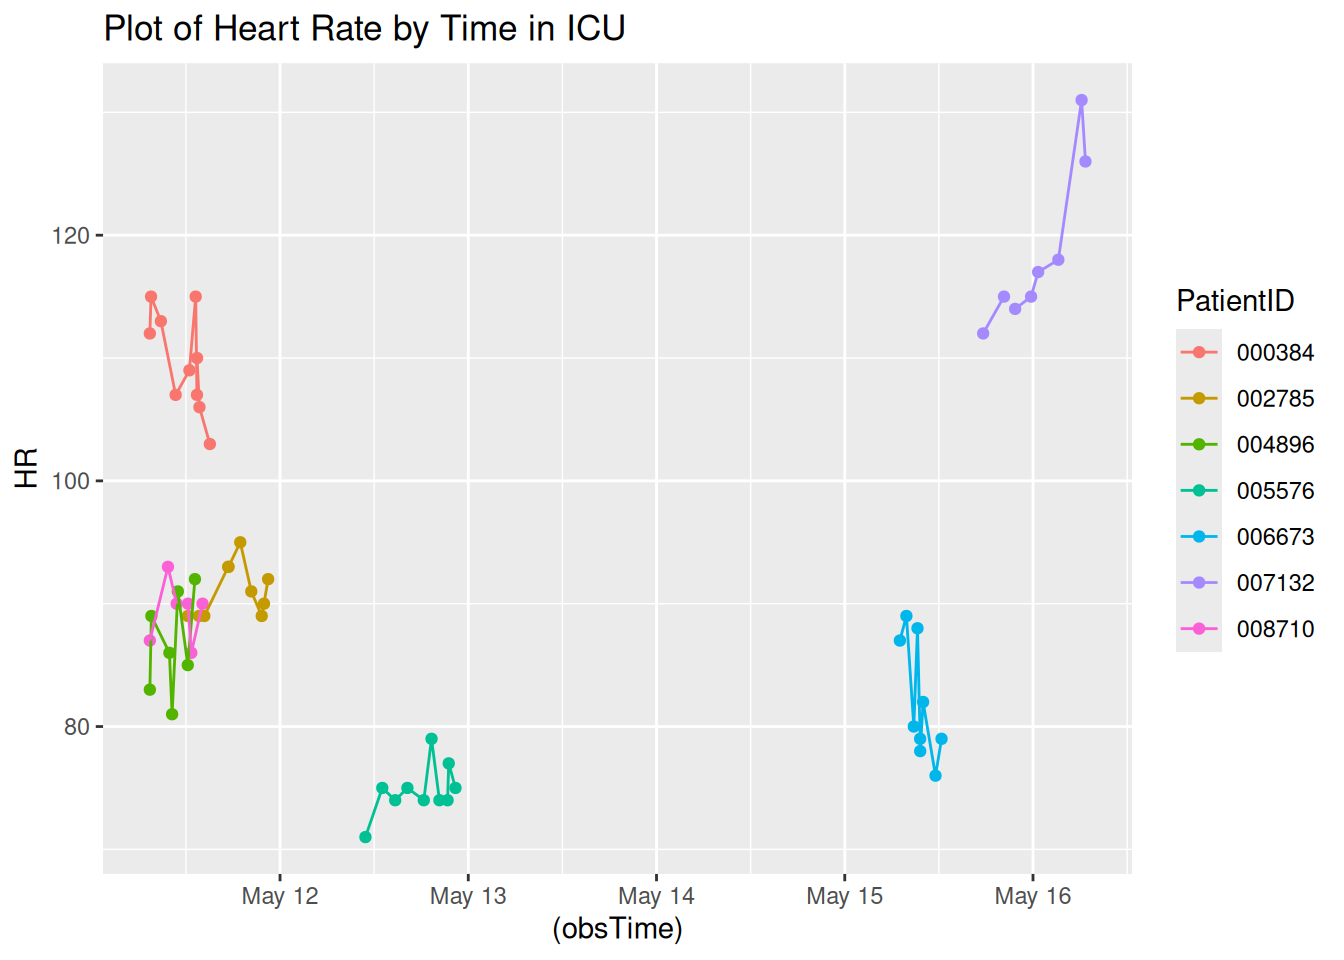 Plot of Heart Rate by Time in ICU
HR
120
100
80
May 12 May 13 May 14 May 15 May 16
(obsTime)
PatientID
000384
002785
004896
005576
006673
007132
008710